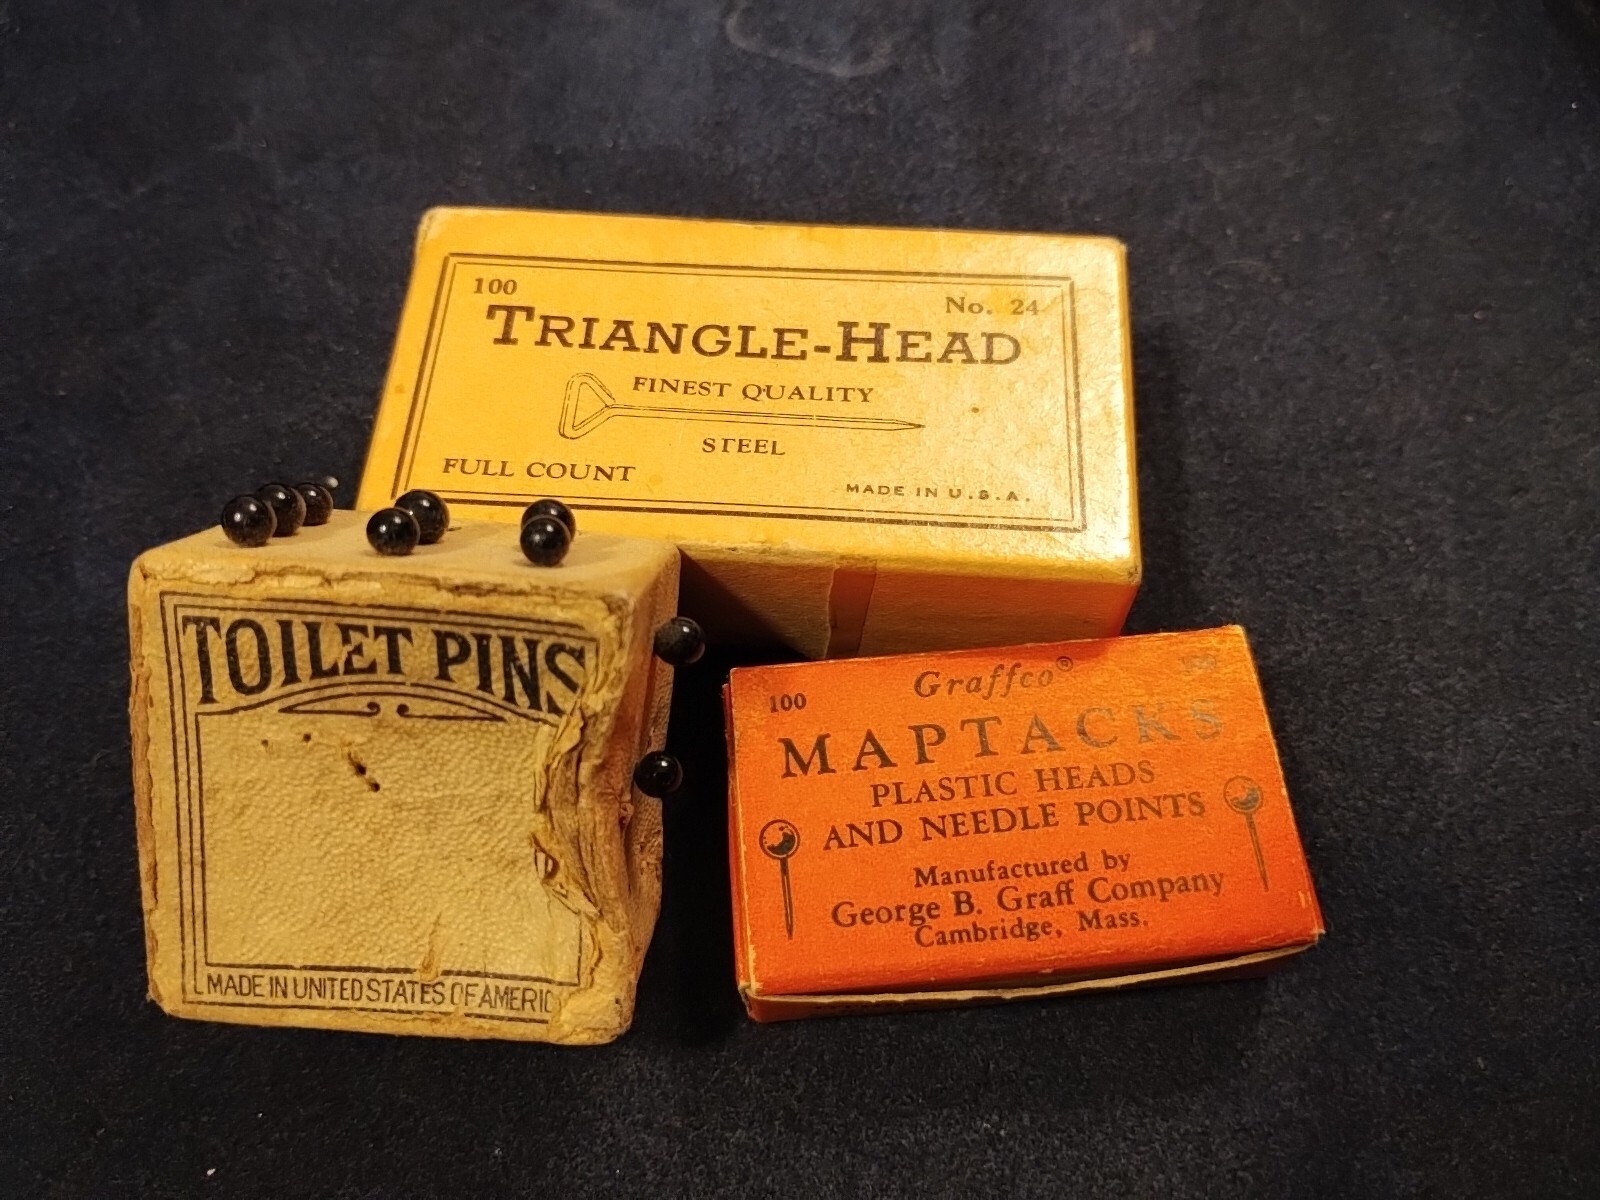 100
No. 24
TRIANGLE-HEAD
FINEST QUALITY
STEEL
FULL COUNT
MADE IN U.S.A.
TOILET PINS
MADE IN UNITED STATES OF AMERIC
Graffco®
100
100
MAPTACKS
PLASTIC HEADS
AND NEEDLE POINTS
Manufactured by
George B. Graff Company
Cambridge, Mass.